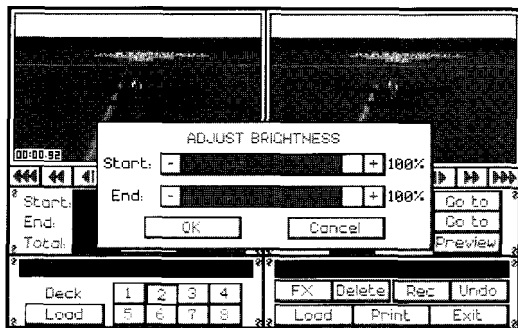 ADJUST BRIGHTNESS
00:00.92
Start: - + 100%
End: - + 100%
OK Cancel
Start:
End:
Total:
Go to
Go to
Preview
Deck 1 2 3 4
Load 5 6 7 8
FX Delete Rec Undo
Load Print Exit